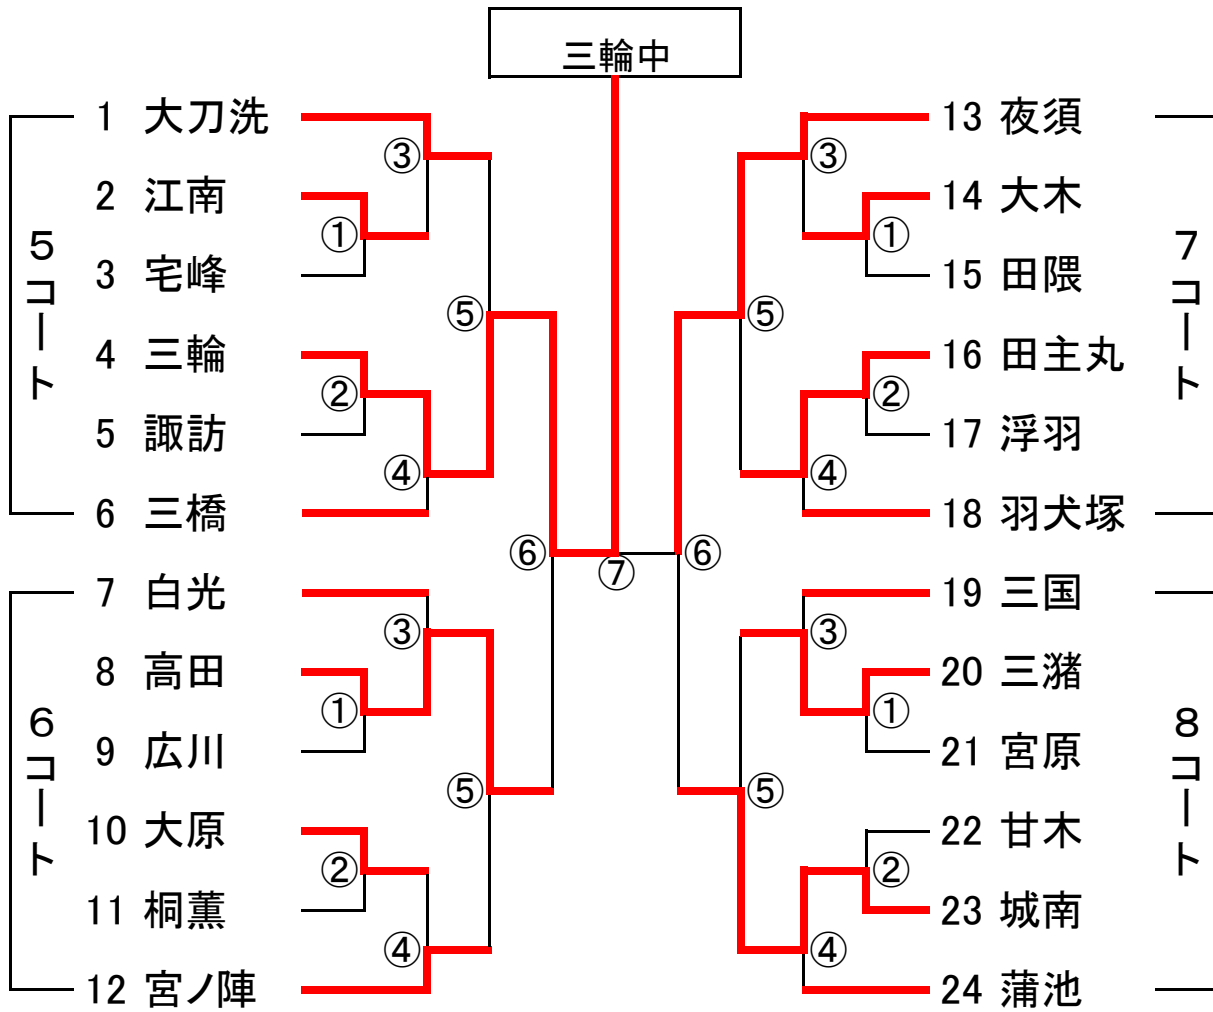 三輪中
5コート
1 大刀洗
③
2 江南
①
3 宅峰
⑤
4 三輪
②
5 諏訪
④
6 三橋
⑥
6コート
7 白光
③
8 高田
①
9 広川
⑤
10 大原
②
11 桐薫
④
12 宮ノ陣
⑦
7コート
13 夜須
③
14 大木
①
15 田隈
⑤
16 田主丸
②
17 浮羽
④
18 羽犬塚
⑥
8コート
19 三国
③
20 三潴
①
21 宮原
⑤
22 甘木
②
23 城南
④
24 蒲池